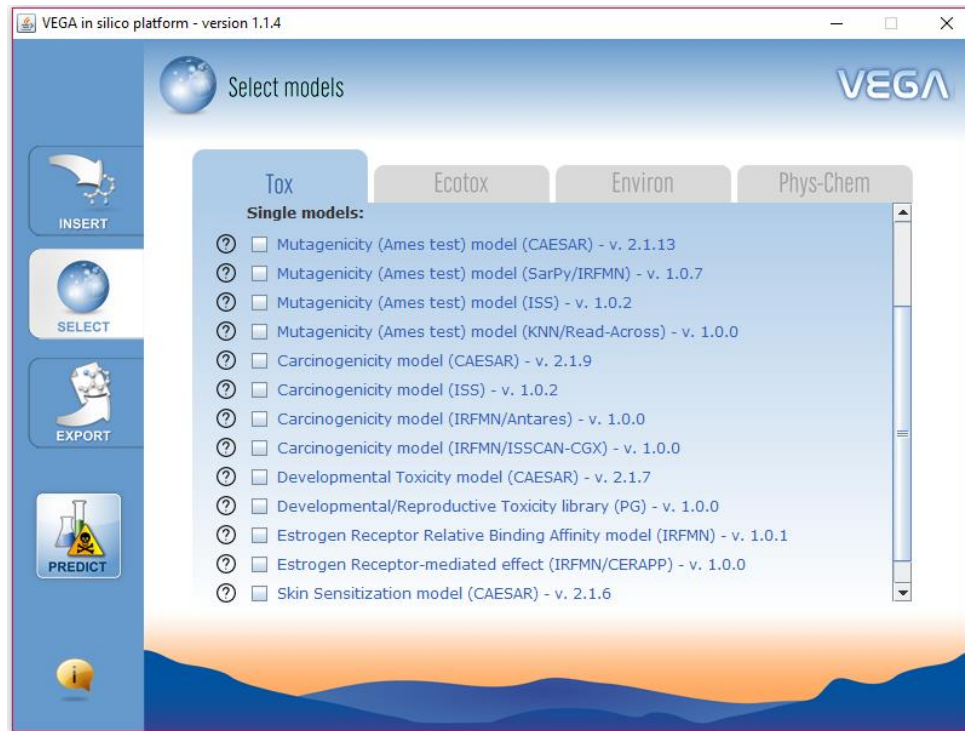 VEGA in silico platform - version 1.1.4
Select models
VEGA
INSERT
SELECT
EXPORT
PREDICT
i
Tox
Ecotox
Environ
Phys-Chem
Single models:
? Mutagenicity (Ames test) model (CAESAR) - v. 2.1.13
? Mutagenicity (Ames test) model (SarPy/IRFMN) - v. 1.0.7
? Mutagenicity (Ames test) model (ISS) - v. 1.0.2
? Mutagenicity (Ames test) model (KNN/Read-Across) - v. 1.0.0
? Carcinogenicity model (CAESAR) - v. 2.1.9
? Carcinogenicity model (ISS) - v. 1.0.2
? Carcinogenicity model (IRFMN/Antares) - v. 1.0.0
? Carcinogenicity model (IRFMN/ISSCAN-CGX) - v. 1.0.0
? Developmental Toxicity model (CAESAR) - v. 2.1.7
? Developmental/Reproductive Toxicity library (PG) - v. 1.0.0
? Estrogen Receptor Relative Binding Affinity model (IRFMN) - v. 1.0.1
? Estrogen Receptor-mediated effect (IRFMN/CERAPP) - v. 1.0.0
? Skin Sensitization model (CAESAR) - v. 2.1.6